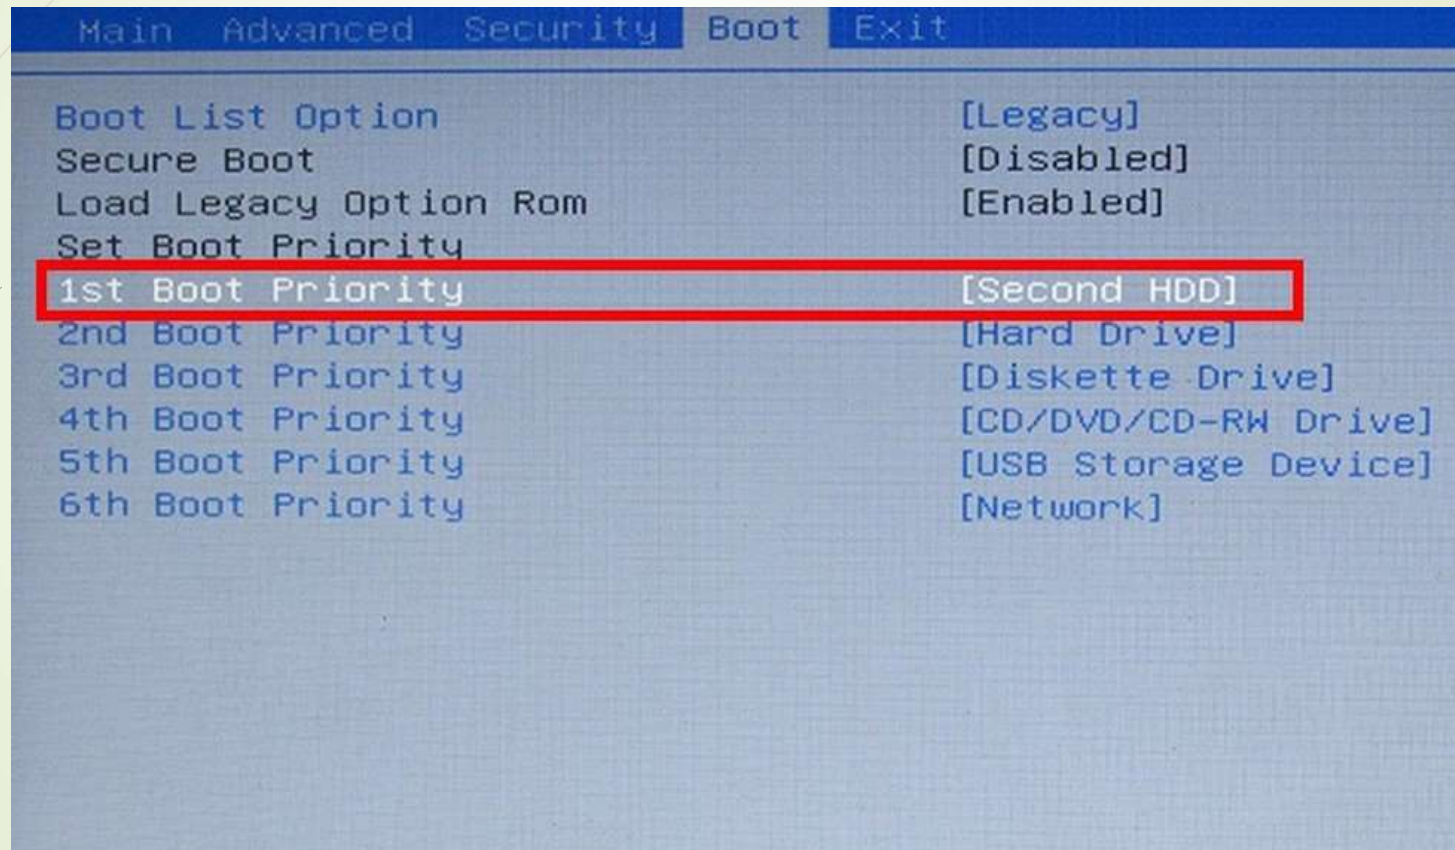 Main Advanced Security Boot Exit
Boot List Option [Legacy]
Secure Boot [Disabled]
Load Legacy Option Rom [Enabled]
Set Boot Priority
1st Boot Priority [Second HDD]
2nd Boot Priority [Hard Drive]
3rd Boot Priority [Diskette Drive]
4th Boot Priority [CD/DVD/CD-RW Drive]
5th Boot Priority [USB Storage Device]
6th Boot Priority [Network]